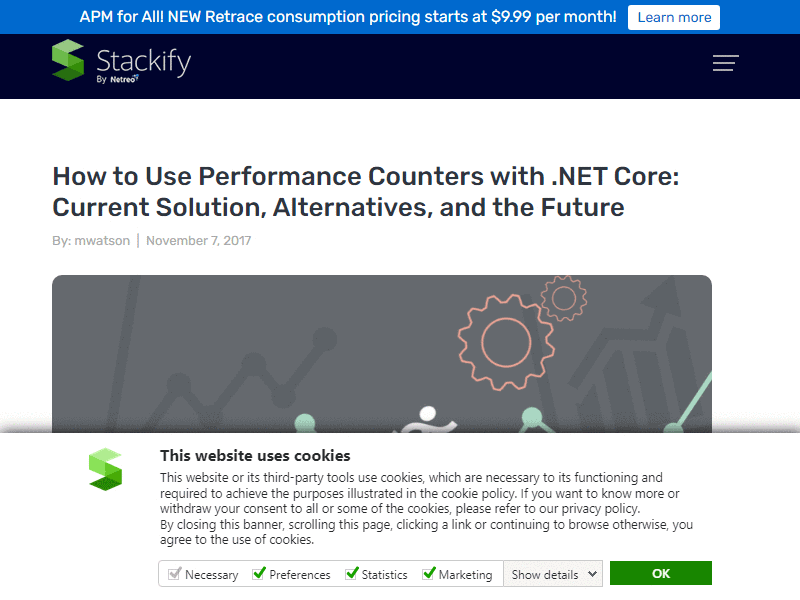 APM for All! NEW Retrace consumption pricing starts at $9.99 per month! Learn more
Stackify
By Netreo
How to Use Performance Counters with .NET Core:
Current Solution, Alternatives, and the Future
By: mwatson | November 7, 2017
This website uses cookies
This website or its third-party tools use cookies, which are necessary to its functioning and
required to achieve the purposes illustrated in the cookie policy. If you want to know more or
withdraw your consent to all or some of the cookies, please refer to our privacy policy.
By closing this banner, scrolling this page, clicking a link or continuing to browse otherwise, you
agree to the use of cookies.
Necessary Preferences Statistics Marketing Show details OK